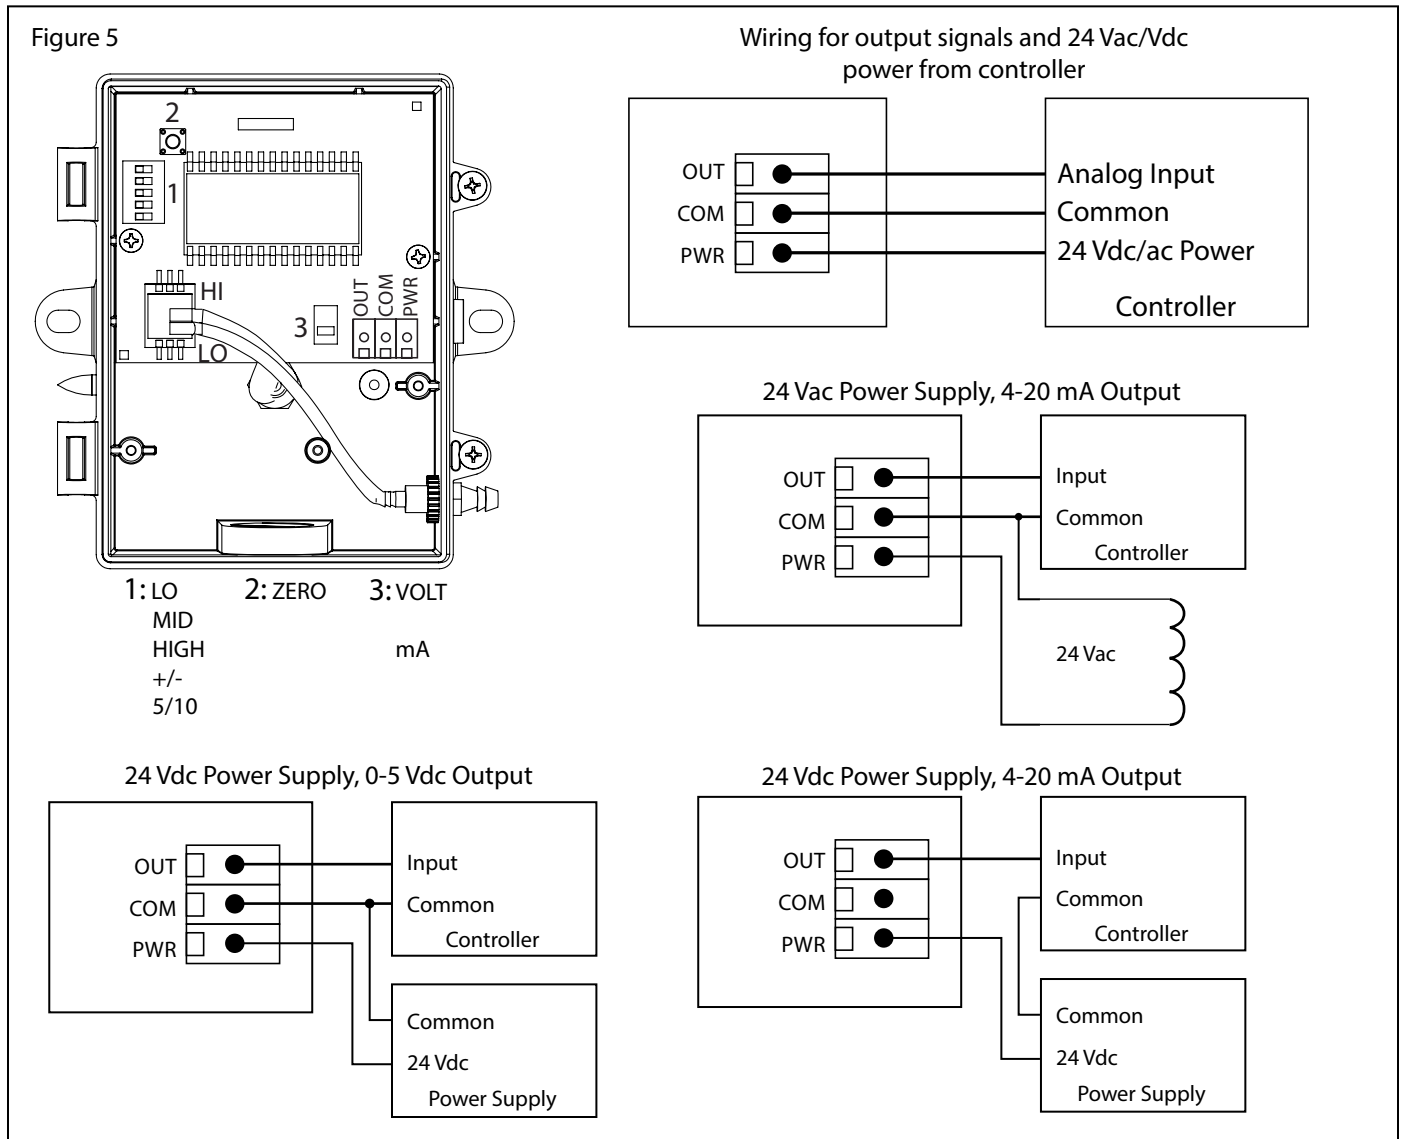 Figure 5
2
1
HI
LO
3
OUT
COM
PWR
1: LO
MID
HIGH
+/-
5/10
2: ZERO
3: VOLT
mA
Wiring for output signals and 24 Vac/Vdc
power from controller
OUT
COM
PWR
Analog Input
Common
24 Vdc/ac Power
Controller
24 Vac Power Supply, 4-20 mA Output
OUT
COM
PWR
Input
Common
Controller
24 Vac
24 Vdc Power Supply, 0-5 Vdc Output
OUT
COM
PWR
Input
Common
Controller
Common
24 Vdc
Power Supply
24 Vdc Power Supply, 4-20 mA Output
OUT
COM
PWR
Input
Common
Controller
Common
24 Vdc
Power Supply